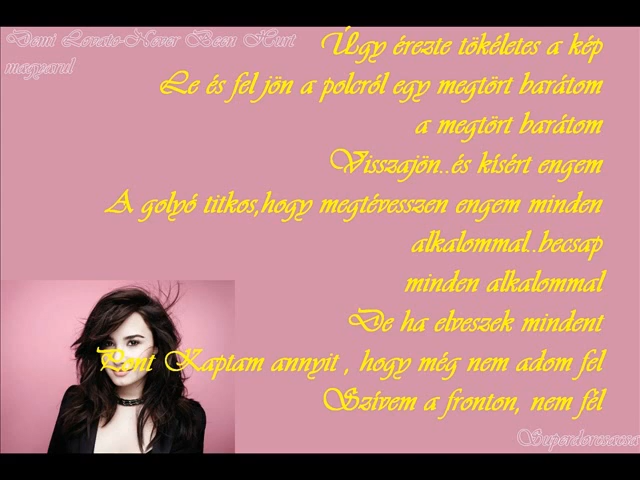 Demi Lovato-Never Been Hurt
magyarul
Úgy érezte tökéletes a kép
Le és fel jön a polcról egy megtört barátom
a megtört barátom
Visszajön..és kísért engem
A golyó titkos,hogy megtévesszen engem minden
alkalommal..becsap
minden alkalommal
De ha elveszek mindent
Pont Kaptam annyit , hogy még nem adom fel
Szívem a fronton, nem fél